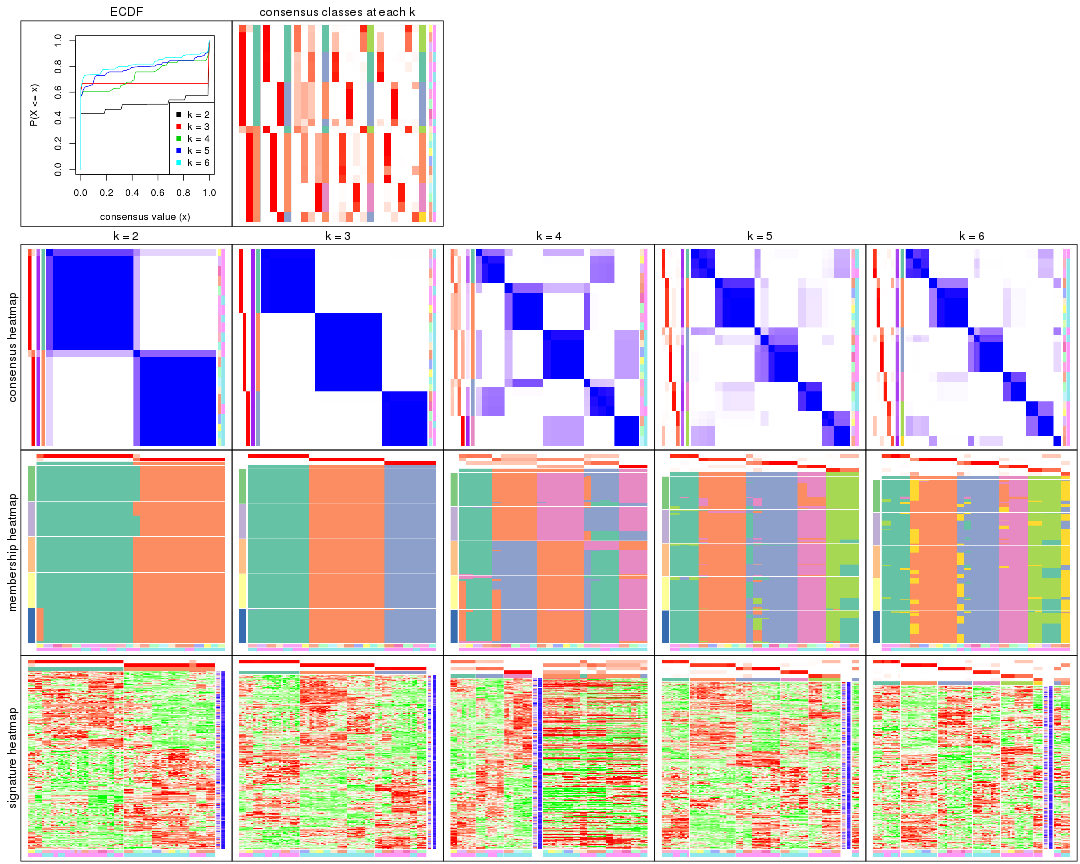 ECDF
consensus classes at each k
P(X <= x)
0.0 0.2 0.4 0.6 0.8 1.0
k = 2
k = 3
k = 4
k = 5
k = 6
0.0 0.2 0.4 0.6 0.8 1.0
consensus value (x)
k = 2
k = 3
k = 4
k = 5
k = 6
consensus heatmap
membership heatmap
signature heatmap